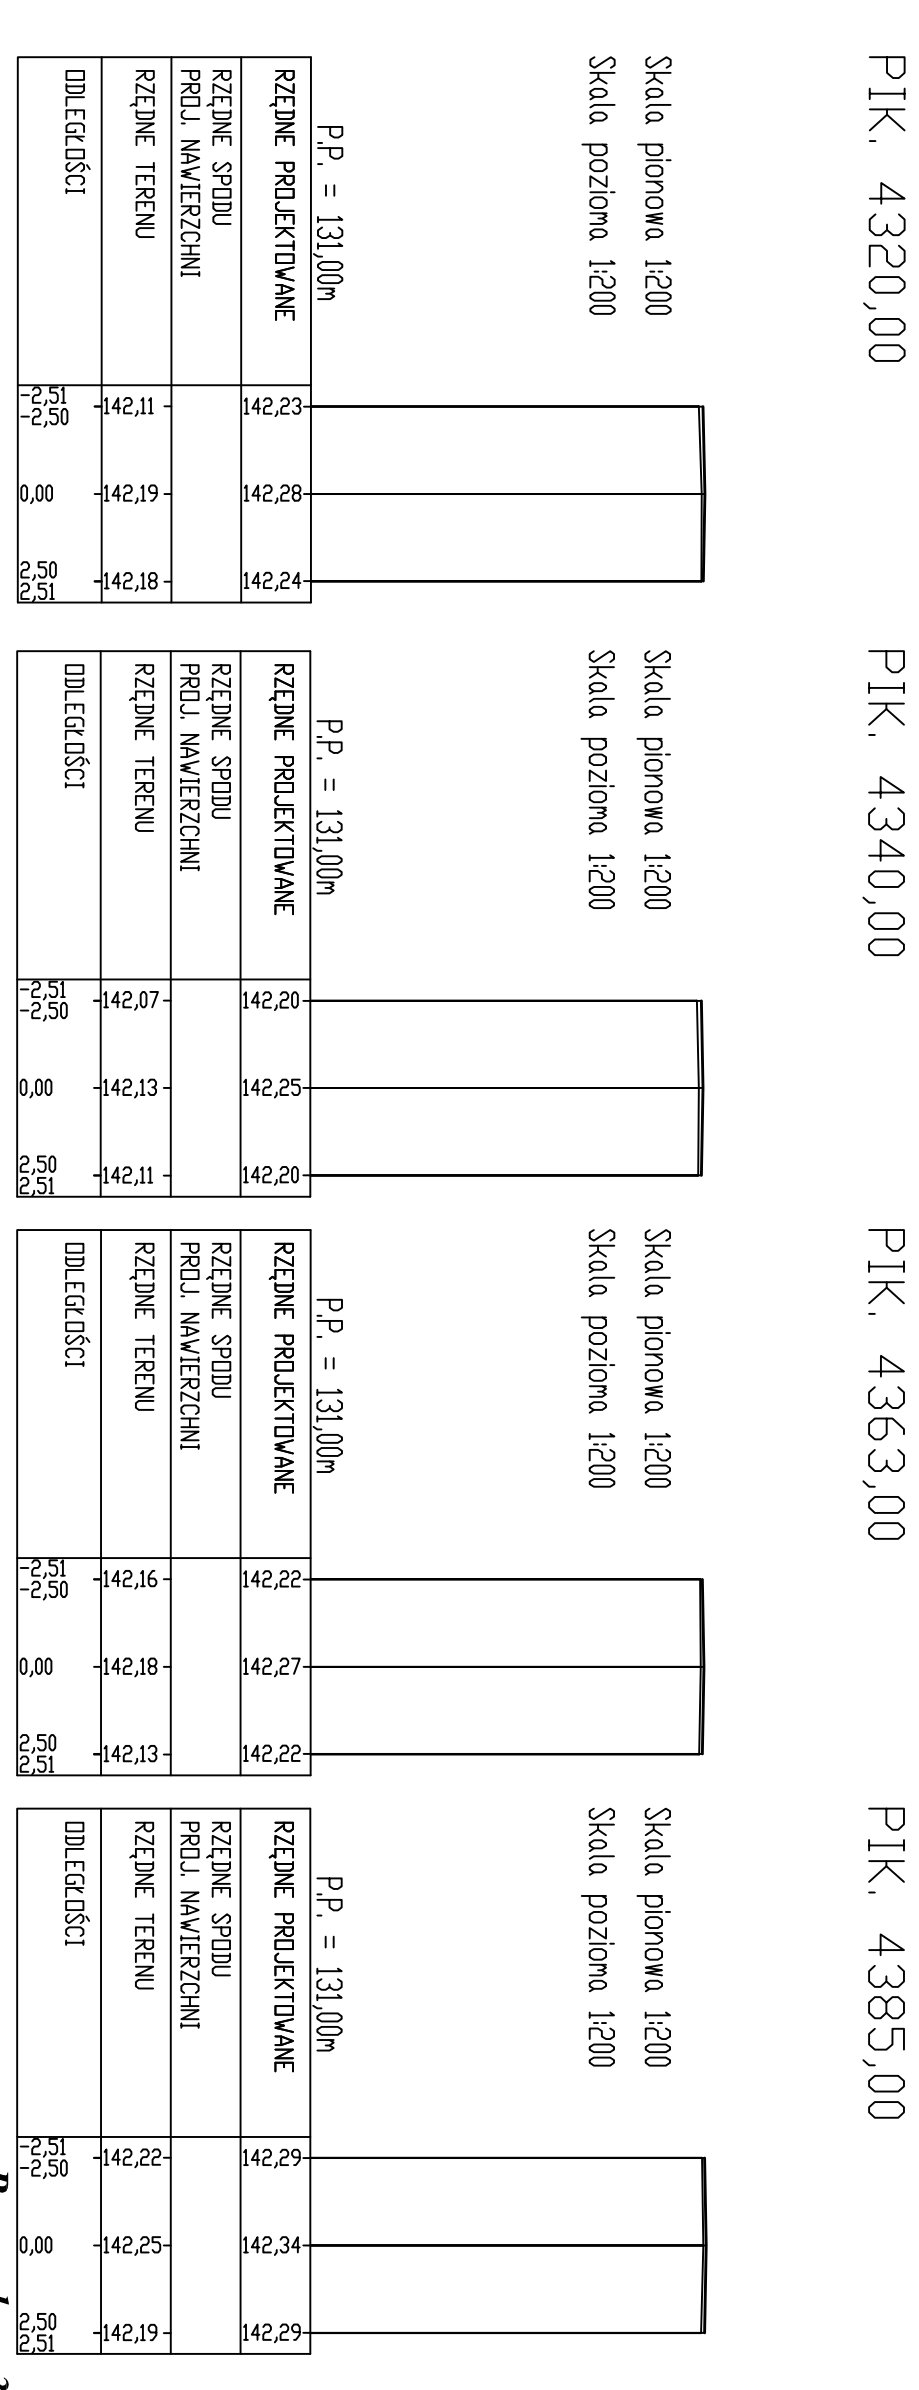 PIK. 4320,00
Skala pionowa 1:200
Skala pozioma 1:200
P.P. = 131,00m
RZĘDNE PROJEKTOWANE 142,23 142,28 142,24
RZĘDNE SPODU
PROJ. NAWIERZCHNI
RZĘDNE TERENU 142,11 142,19 142,18
ODLEGŁOŚCI -2,51 -2,50 0,00 2,50 2,51
PIK. 4340,00
Skala pionowa 1:200
Skala pozioma 1:200
P.P. = 131,00m
RZĘDNE PROJEKTOWANE 142,20 142,25 142,20
RZĘDNE SPODU
PROJ. NAWIERZCHNI
RZĘDNE TERENU 142,07 142,13 142,11
ODLEGŁOŚCI -2,51 -2,50 0,00 2,50 2,51
PIK. 4363,00
Skala pionowa 1:200
Skala pozioma 1:200
P.P. = 131,00m
RZĘDNE PROJEKTOWANE 142,22 142,27 142,22
RZĘDNE SPODU
PROJ. NAWIERZCHNI
RZĘDNE TERENU 142,16 142,18 142,13
ODLEGŁOŚCI -2,51 -2,50 0,00 2,50 2,51
PIK. 4385,00
Skala pionowa 1:200
Skala pozioma 1:200
P.P. = 131,00m
RZĘDNE PROJEKTOWANE 142,29 142,34 142,29
RZĘDNE SPODU
PROJ. NAWIERZCHNI
RZĘDNE TERENU 142,22 142,25 142,19
ODLEGŁOŚCI -2,51 -2,50 0,00 2,50 2,51